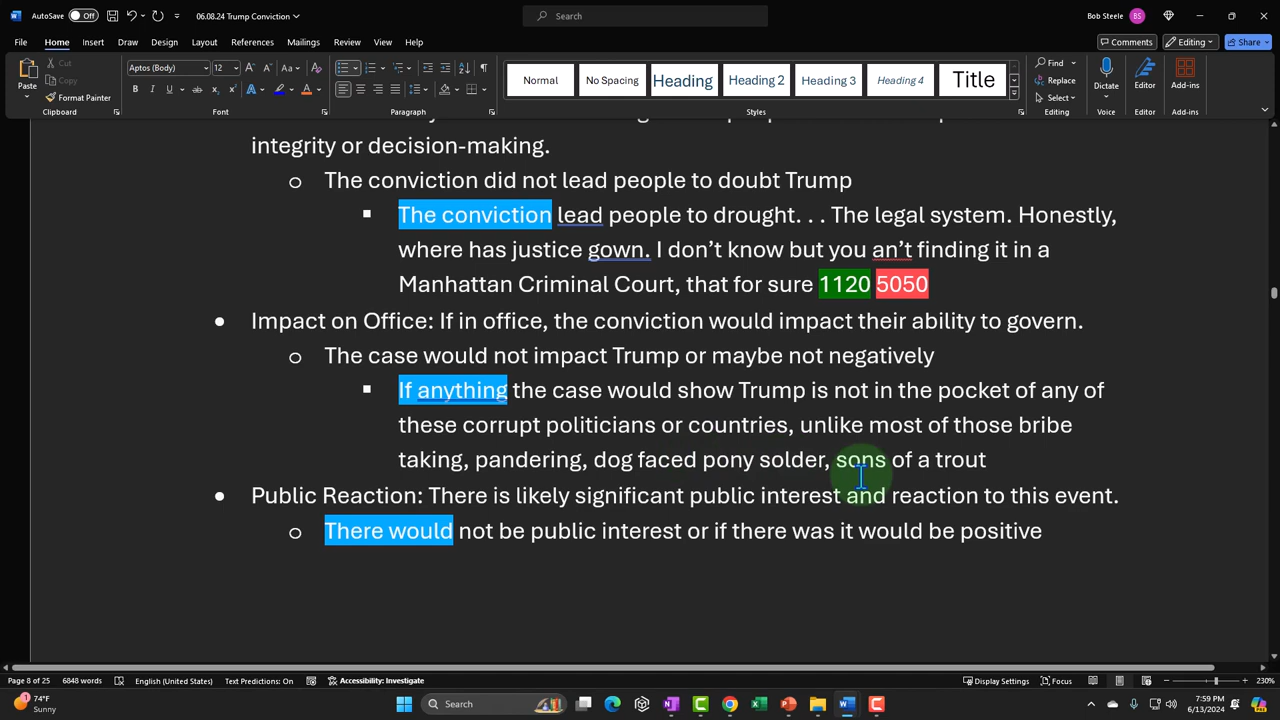 AutoSave Off 06.08.24 Trump Conviction Search Bob Steele BS
File Home Insert Draw Design Layout References Mailings Review View Help Comments Editing Share
Paste Cut Copy Format Painter Clipboard
Aptos (Body) 12 Font
Paragraph
Normal No Spacing Heading Heading 2 Heading 3 Heading 4 Title Styles
Find Replace Select Editing
Dictate Voice
Editor Editor
Add-ins Add-ins
integrity or decision-making.
o The conviction did not lead people to doubt Trump
The conviction lead people to drought. . . The legal system. Honestly,
where has justice gown. I don’t know but you an’t finding it in a
Manhattan Criminal Court, that for sure 1120 5050
Impact on Office: If in office, the conviction would impact their ability to govern.
o The case would not impact Trump or maybe not negatively
If anything the case would show Trump is not in the pocket of any of
these corrupt politicians or countries, unlike most of those bribe
taking, pandering, dog faced pony solder, sons of a trout
Public Reaction: There is likely significant public interest and reaction to this event.
o There would not be public interest or if there was it would be positive
Page 8 of 25 6848 words English (United States) Text Predictions: On Accessibility: Investigate Display Settings Focus 230%
74°F
Sunny
Search
7:59 PM
6/13/2024